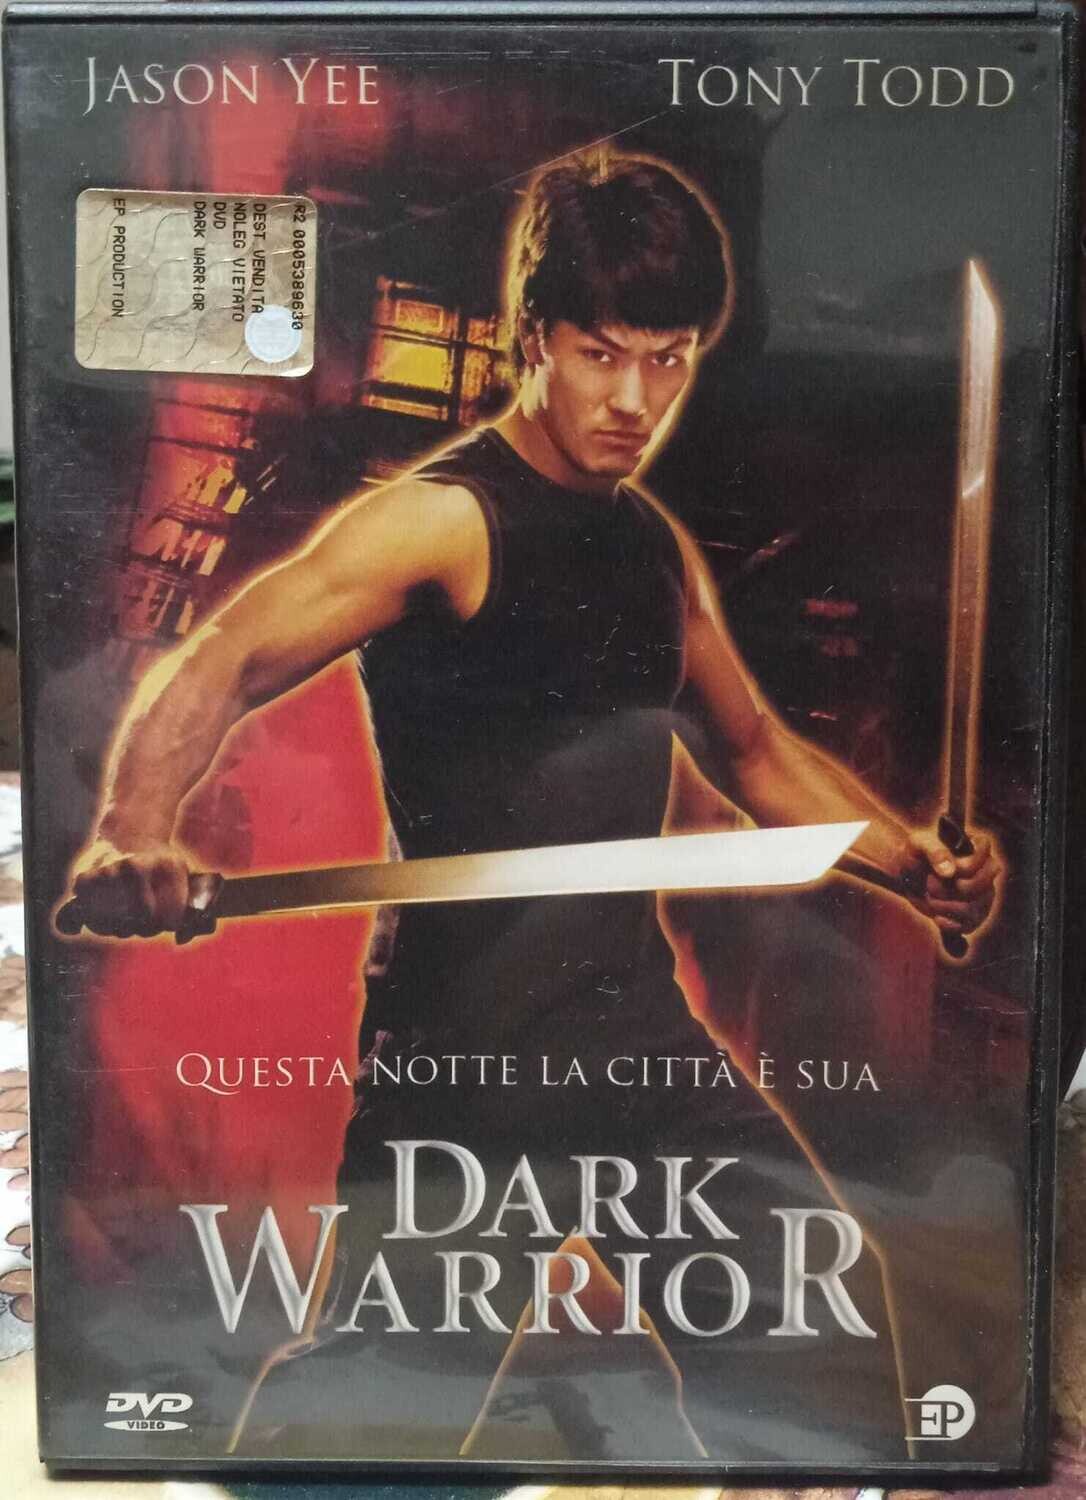 JASON YEE
TONY TODD
R2 0005389630
DEST VENDITA
NOLEG VIETATO
DVD
DARK WARRIOR
EP PRODUCTION
QUESTA NOTTE LA CITTÀ È SUA
DARK
WARRIOR
DVD
VIDEO
EP